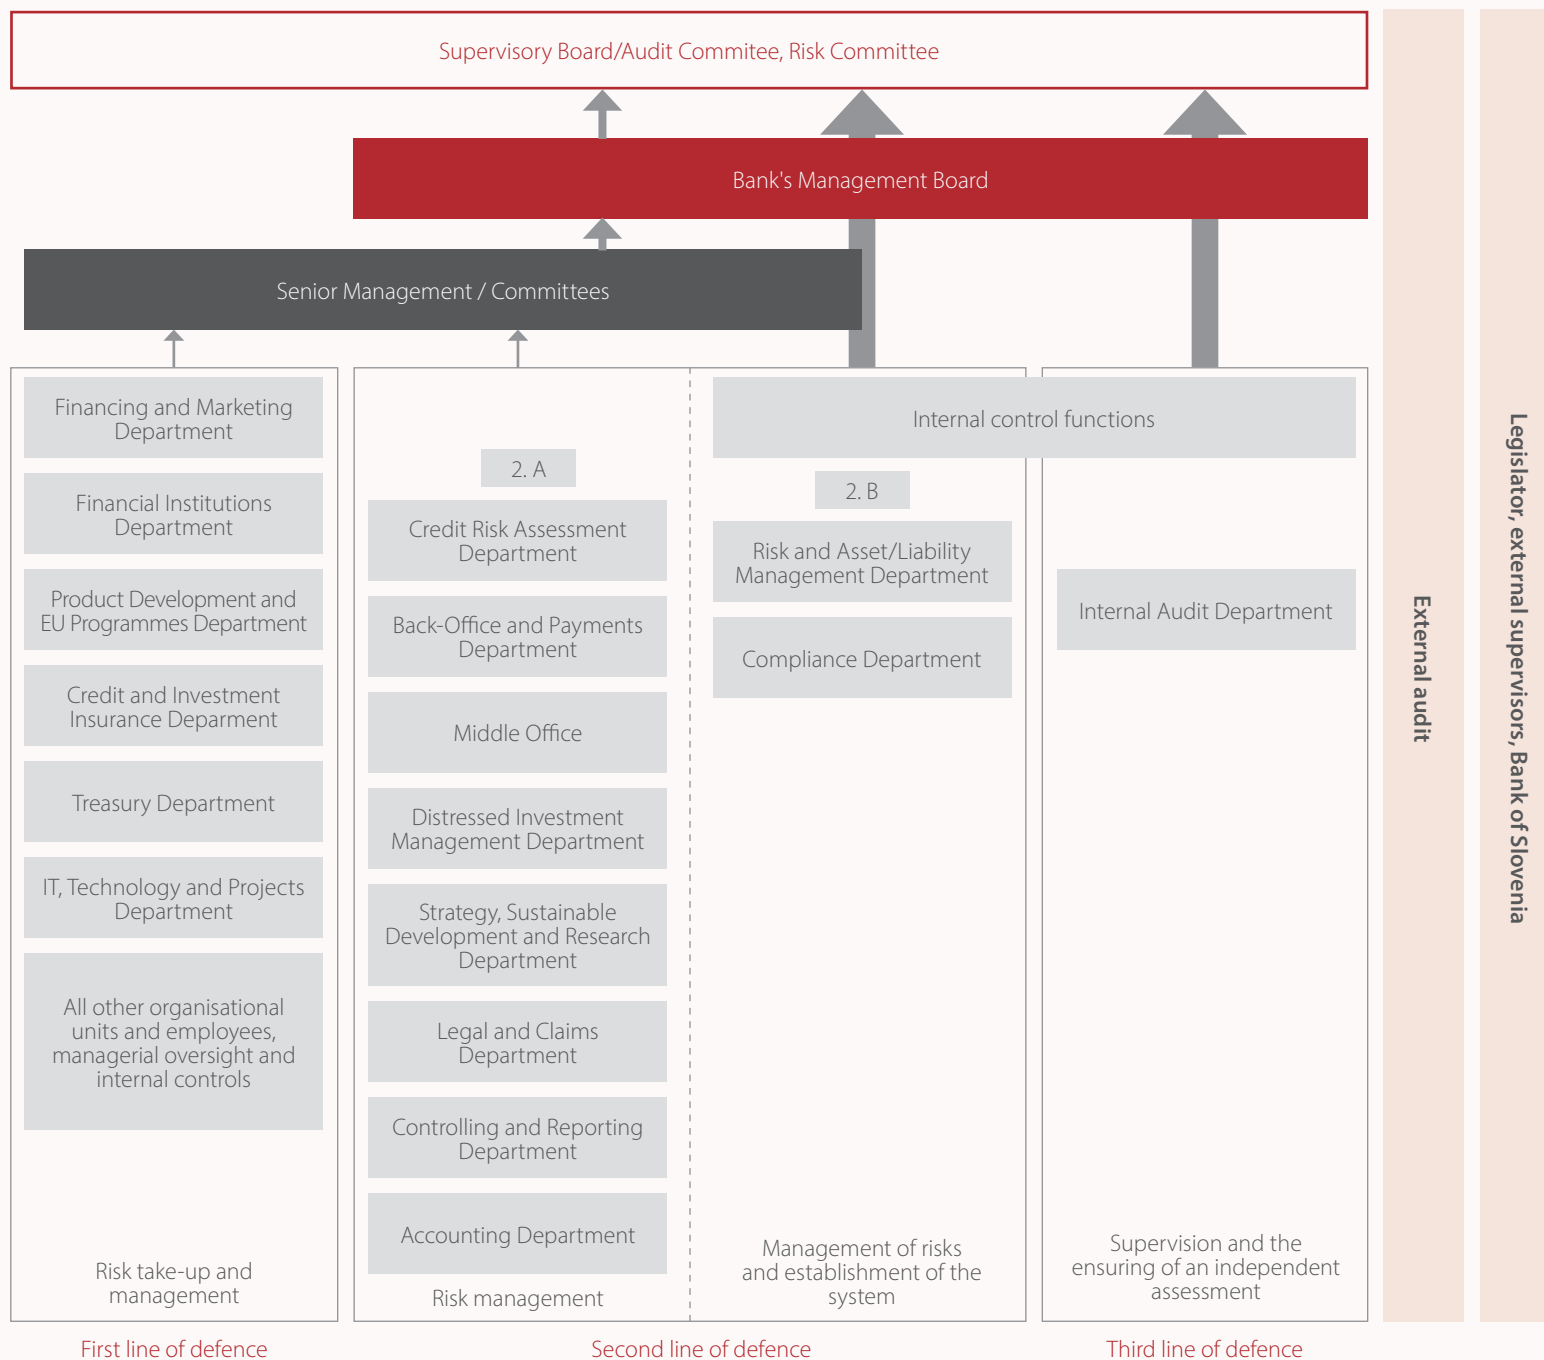 Supervisory Board/Audit Commitee, Risk Committee
Bank's Management Board
Senior Management / Committees
Financing and Marketing
Department
Financial Institutions
Department
Product Development and
EU Programmes Department
Credit and Investment
Insurance Deparment
Treasury Department
IT, Technology and Projects
Department
All other organisational
units and employees,
managerial oversight and
internal controls
Risk take-up and
management
First line of defence
2. A
Credit Risk Assessment
Department
Back-Office and Payments
Department
Middle Office
Distressed Investment
Management Department
Strategy, Sustainable
Development and Research
Department
Legal and Claims
Department
Controlling and Reporting
Department
Accounting Department
Risk management
Internal control functions
2. B
Risk and Asset/Liability
Management Department
Compliance Department
Management of risks
and establishment of the
system
Second line of defence
Internal Audit Department
Supervision and the
ensuring of an independent
assessment
Third line of defence
External audit
Legislator, external supervisors, Bank of Slovenia